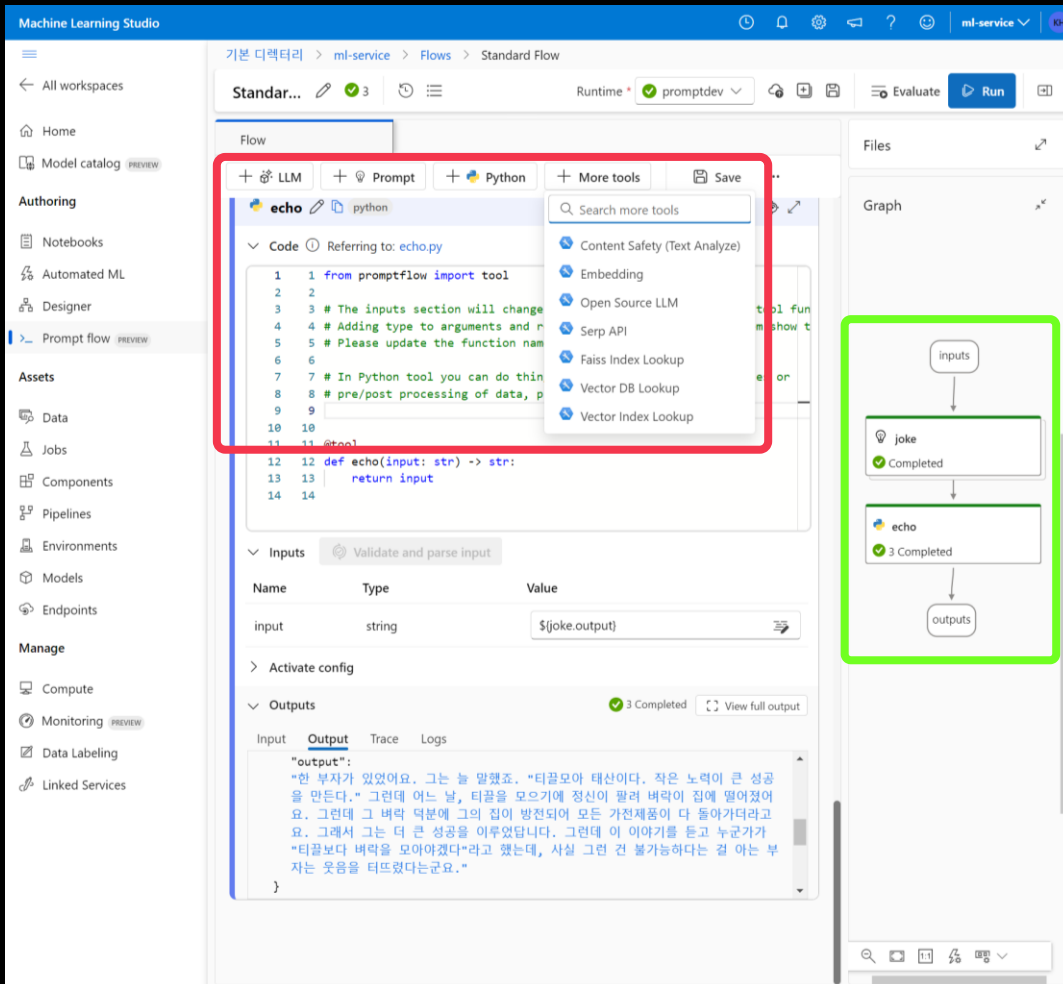 Machine Learning Studio
ml-service
KH
All workspaces
Home
Model catalog PREVIEW
Authoring
Notebooks
Automated ML
Designer
Prompt flow PREVIEW
Assets
Data
Jobs
Components
Pipelines
Environments
Models
Endpoints
Manage
Compute
Monitoring PREVIEW
Data Labeling
Linked Services
기본 디렉터리 > ml-service > Flows > Standard Flow
Standar... 3
Runtime * promptdev
Evaluate
Run
Flow
+ LLM
+ Prompt
+ Python
+ More tools
Save
...
echo python
Code Referring to: echo.py
Search more tools
Content Safety (Text Analyze)
Embedding
Open Source LLM
Serp API
Faiss Index Lookup
Vector DB Lookup
Vector Index Lookup
1 1 from promptflow import tool
2 2
3 3 # The inputs section will change tool fun
4 4 # Adding type to arguments and r m show t
5 5 # Please update the function nam
6 6
7 7 # In Python tool you can do thin es or
8 8 # pre/post processing of data, p
9 9
10 10
11 11 @tool
12 12 def echo(input: str) -> str:
13 13 return input
14 14
Inputs Validate and parse input
Name Type Value
input string ${joke.output}
Activate config
Outputs 3 Completed View full output
Input Output Trace Logs
"output":
"한 부자가 있었어요. 그는 늘 말했죠. "티끌모아 태산이다. 작은 노력이 큰 성공
을 만든다." 그런데 어느 날, 티끌을 모으기에 정신이 팔려 벼락이 집에 떨어졌어
요. 그런데 그 벼락 덕분에 그의 집이 방전되어 모든 가전제품이 다 돌아가더라고
요. 그래서 그는 더 큰 성공을 이루었답니다. 그런데 이 이야기를 듣고 누군가가
"티끌보다 벼락을 모아야겠다"라고 했는데, 사실 그런 건 불가능하다는 걸 아는 부
자는 웃음을 터뜨렸다는군요."
}
Files
Graph
inputs
joke
Completed
echo
3 Completed
outputs
1:1